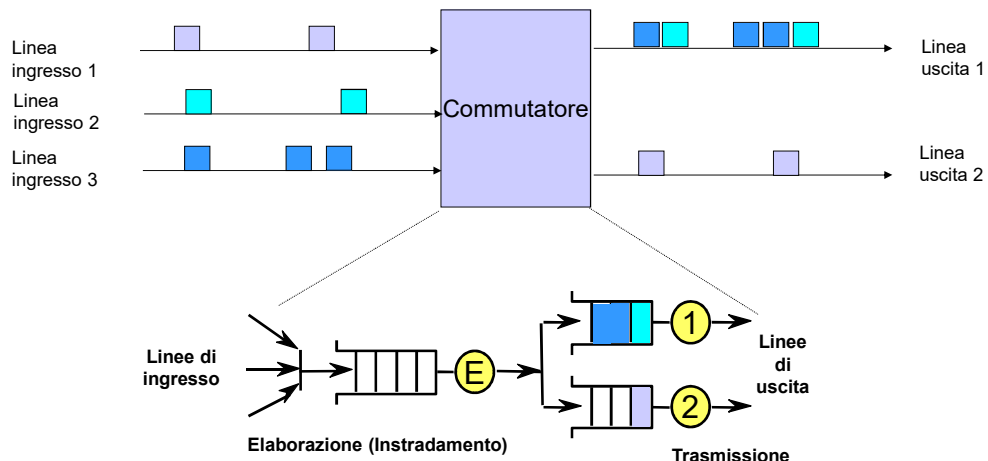 Linea
ingresso 1
Linea
ingresso 2
Linea
ingresso 3
Commutatore
Linea
uscita 1
Linea
uscita 2
Linee di
ingresso
E
1
2
Linee
di
uscita
Elaborazione (Instradamento)
Trasmissione